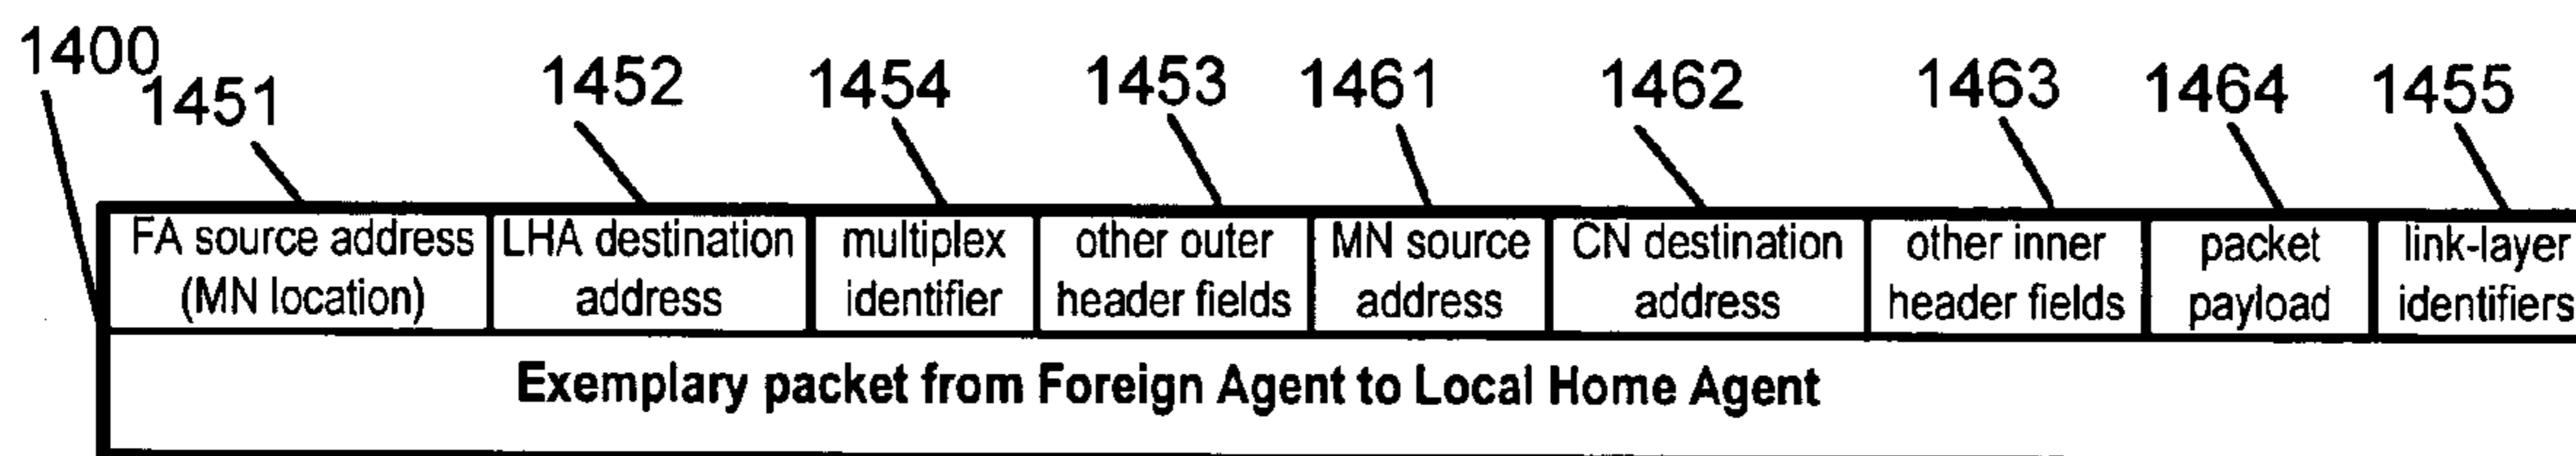 1400
1451 1452 1454 1453 1461 1462 1463 1464 1455
FA source address LHA destination multiplex other outer MN source CN destination other inner packet link-layer
(MN location) address identifier header fields address address header fields payload identifiers
Exemplary packet from Foreign Agent to Local Home Agent